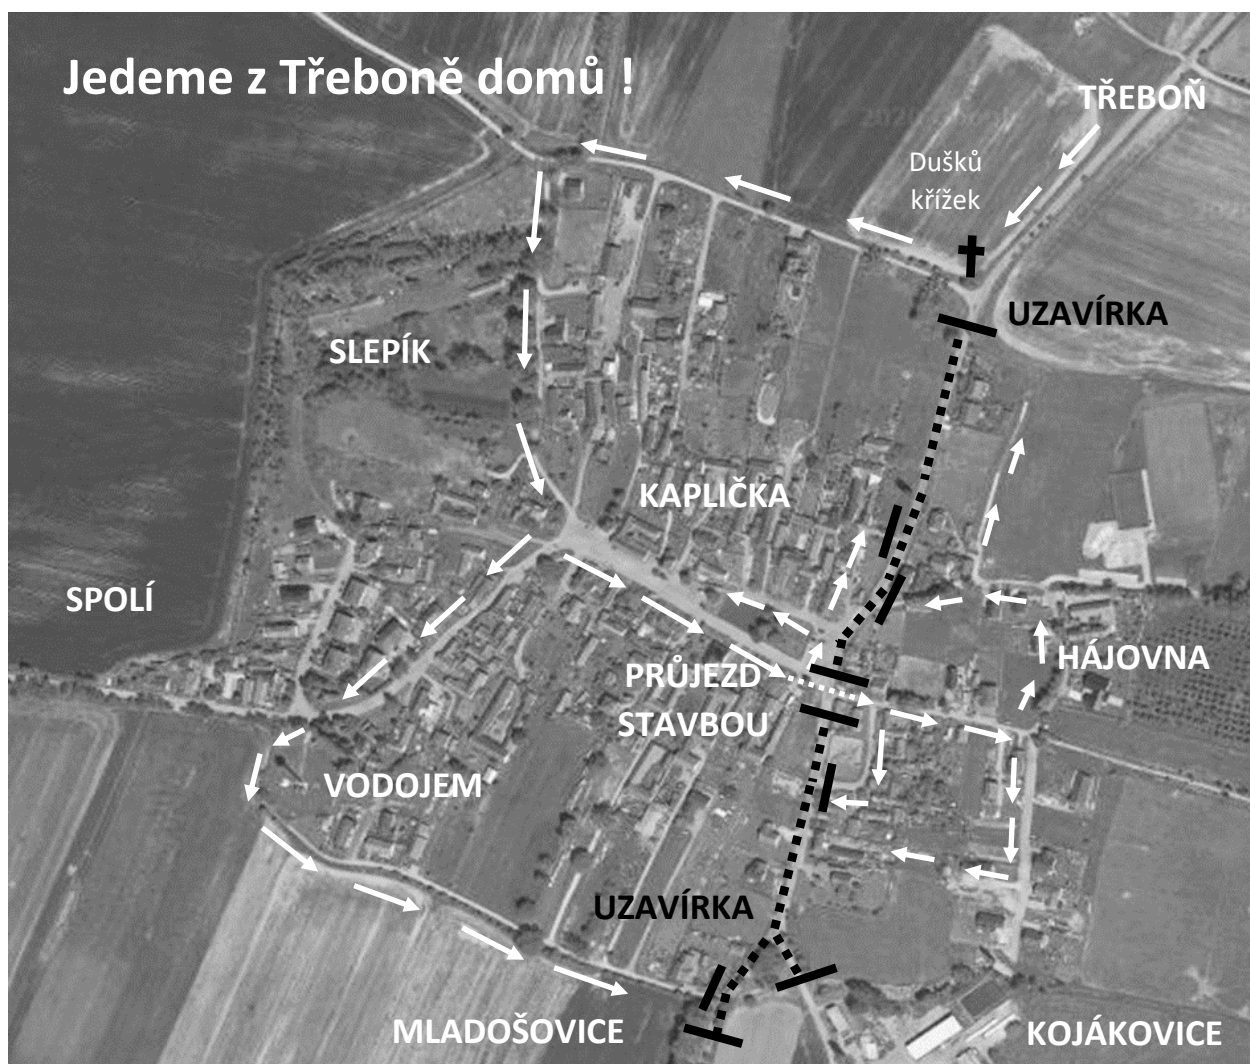 Jedeme z Třeboně domů !
TŘEBOŇ
Dušků
křížek
UZAVÍRKA
SLEPÍK
KAPLIČKA
SPOLÍ
HÁJOVNA
PRŮJEZD
STAVBOU
VODOJEM
UZAVÍRKA
MLADOŠOVICE
KOJÁKOVICE